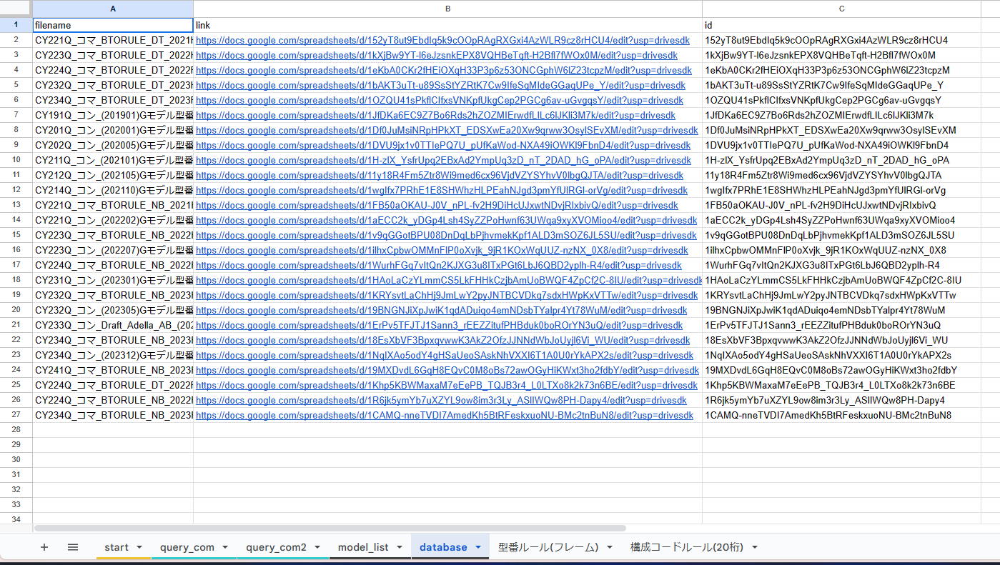 A B C
1 filename link id
2 CY221Q_コマ_BTORULE_DT_2021 https://docs.google.com/spreadsheets/d/152yT8ut9EbdIq5k9cOOpRAgRXGxi4AzWLR9cz8rHCU4/edit?usp=drivesdk 152yT8ut9EbdIq5k9cOOpRAgRXGxi4AzWLR9cz8rHCU4
3 CY223Q_コマ_BTORULE_DT_2022 https://docs.google.com/spreadsheets/d/1kXjBw9YT-I6eJzsnkEPX8VQHBeTqft-H2Bfl7fWOx0M/edit?usp=drivesdk 1kXjBw9YT-I6eJzsnkEPX8VQHBeTqft-H2Bfl7fWOx0M
4 CY224Q_コマ_BTORULE_DT_2022 https://docs.google.com/spreadsheets/d/1eKbA0CKr2fHEiOXqH33P3p6z53ONCGphW6IZ23tcpzM/edit?usp=drivesdk 1eKbA0CKr2fHEiOXqH33P3p6z53ONCGphW6IZ23tcpzM
5 CY232Q_コマ_BTORULE_DT_2023 https://docs.google.com/spreadsheets/d/1bAKT3uTt-u89SsStYZRtK7Cw9IfeSqMIdeGGaqUPe_Y/edit?usp=drivesdk 1bAKT3uTt-u89SsStYZRtK7Cw9IfeSqMIdeGGaqUPe_Y
6 CY234Q_コマ_BTORULE_DT_2023 https://docs.google.com/spreadsheets/d/1OZQU41sPkflCIfxsVNKpfUkgCep2PGCg6av-uGvgqsY/edit?usp=drivesdk 1OZQU41sPkflCIfxsVNKpfUkgCep2PGCg6av-uGvgqsY
7 CY191Q_コン_(201901)Gモデル型番 https://docs.google.com/spreadsheets/d/1JfDKa6EC9Z7Bo6Rds2hZOZMIErwdfLILc6IJKli3M7k/edit?usp=drivesdk 1JfDKa6EC9Z7Bo6Rds2hZOZMIErwdfLILc6IJKli3M7k
8 CY201Q_コン_(202001)Gモデル型番 https://docs.google.com/spreadsheets/d/1Df0JuMsiNRpHPkXT_EDSXwEa20Xw9qrww3OsylSEvXM/edit?usp=drivesdk 1Df0JuMsiNRpHPkXT_EDSXwEa20Xw9qrww3OsylSEvXM
9 CY202Q_コン_(202005)Gモデル型番 https://docs.google.com/spreadsheets/d/1DVU9jx1v0TTIePQ7U_pUfKaWod-NXA49iOWKI9FbnD4/edit?usp=drivesdk 1DVU9jx1v0TTIePQ7U_pUfKaWod-NXA49iOWKI9FbnD4
10 CY211Q_コン_(202101)Gモデル型番 https://docs.google.com/spreadsheets/d/1H-zlX_YsfrUpq2EBxAd2YmpUq3zD_nT_2DAD_hG_oPA/edit?usp=drivesdk 1H-zlX_YsfrUpq2EBxAd2YmpUq3zD_nT_2DAD_hG_oPA
11 CY212Q_コン_(202105)Gモデル型番 https://docs.google.com/spreadsheets/d/11y18R4Fm5Ztr8Wi9med6cx96VjdVZYSYhvV0IbgQJTA/edit?usp=drivesdk 11y18R4Fm5Ztr8Wi9med6cx96VjdVZYSYhvV0IbgQJTA
12 CY214Q_コン_(202110)Gモデル型番 https://docs.google.com/spreadsheets/d/1wgIfx7PRhE1E8SHWhzHLPEahNJgd3pmYfUIRGI-orVg/edit?usp=drivesdk 1wgIfx7PRhE1E8SHWhzHLPEahNJgd3pmYfUIRGI-orVg
13 CY221Q_コマ_BTORULE_NB_2021 https://docs.google.com/spreadsheets/d/1FB50aOKAU-J0V_nPL-fv2H9DiHcUJxwtNDvjRIxbivQ/edit?usp=drivesdk 1FB50aOKAU-J0V_nPL-fv2H9DiHcUJxwtNDvjRIxbivQ
14 CY221Q_コン_(202202)Gモデル型番 https://docs.google.com/spreadsheets/d/1aECC2k_yDGp4Lsh4SyZZPoHwnf63UWqa9xyXVOMioo4/edit?usp=drivesdk 1aECC2k_yDGp4Lsh4SyZZPoHwnf63UWqa9xyXVOMioo4
15 CY223Q_コマ_BTORULE_NB_2022 https://docs.google.com/spreadsheets/d/1v9qGGotBPU08DnDqLbPjhvmekKpf1ALD3mSOZ6JL5SU/edit?usp=drivesdk 1v9qGGotBPU08DnDqLbPjhvmekKpf1ALD3mSOZ6JL5SU
16 CY223Q_コン_(202207)Gモデル型番 https://docs.google.com/spreadsheets/d/1ilhxCpbwOMMnFIP0oXvjk_9jR1KOxWqUUZ-nzNX_0X8/edit?usp=drivesdk 1ilhxCpbwOMMnFIP0oXvjk_9jR1KOxWqUUZ-nzNX_0X8
17 CY224Q_コマ_BTORULE_NB_2022 https://docs.google.com/spreadsheets/d/1WurhFGq7vItQn2KJXG3u8ITxPGt6LbJ6QBD2yplh-R4/edit?usp=drivesdk 1WurhFGq7vItQn2KJXG3u8ITxPGt6LbJ6QBD2yplh-R4
18 CY231Q_コン_(202301)Gモデル型番 https://docs.google.com/spreadsheets/d/1HAoLaCzYLmmCS5LkFHHkCzjbAmUoBWQF4ZpCf2C-8IU/edit?usp=drivesdk 1HAoLaCzYLmmCS5LkFHHkCzjbAmUoBWQF4ZpCf2C-8IU
19 CY232Q_コマ_BTORULE_NB_2023 https://docs.google.com/spreadsheets/d/1KRYsvtLaChHj9JmLwY2pyJNTBCVDkq7sdxHWpKxVTTw/edit?usp=drivesdk 1KRYsvtLaChHj9JmLwY2pyJNTBCVDkq7sdxHWpKxVTTw
20 CY232Q_コン_(202305)Gモデル型番 https://docs.google.com/spreadsheets/d/19BNGNJiXpJwiK1qdADuiqo4emNDsbTYaIpr4Yt78WuM/edit?usp=drivesdk 19BNGNJiXpJwiK1qdADuiqo4emNDsbTYaIpr4Yt78WuM
21 CY233Q_コン_Draft_Adella_AB_(202 https://docs.google.com/spreadsheets/d/1ErPv5TFJTJ1Sann3_rEEZZitufPHBduk0boROrYN3uQ/edit?usp=drivesdk 1ErPv5TFJTJ1Sann3_rEEZZitufPHBduk0boROrYN3uQ
22 CY234Q_コマ_BTORULE_NB_2023 https://docs.google.com/spreadsheets/d/18EsXbVF3BpxqvwwK3AkZ2OfzJJNNdWbJoUyjl6Vi_WU/edit?usp=drivesdk 18EsXbVF3BpxqvwwK3AkZ2OfzJJNNdWbJoUyjl6Vi_WU
23 CY234Q_コン_(202312)Gモデル型番 https://docs.google.com/spreadsheets/d/1NqIXAo5odY4gHSaUeoSAskNhVXXI6T1A0U0rYkAPX2s/edit?usp=drivesdk 1NqIXAo5odY4gHSaUeoSAskNhVXXI6T1A0U0rYkAPX2s
24 CY241Q_コマ_BTORULE_NB_2023 https://docs.google.com/spreadsheets/d/19MXDvdL6GqH8EQvC0M8oBs72awOGyHiKWxt3ho2fdbY/edit?usp=drivesdk 19MXDvdL6GqH8EQvC0M8oBs72awOGyHiKWxt3ho2fdbY
25 CY224Q_コマ_BTORULE_DT_2022 https://docs.google.com/spreadsheets/d/1Khp5KBWMaxaM7eEePB_TQJB3r4_L0LTXo8k2k73n6BE/edit?usp=drivesdk 1Khp5KBWMaxaM7eEePB_TQJB3r4_L0LTXo8k2k73n6BE
26 CY224Q_コマ_BTORULE_NB_2022 https://docs.google.com/spreadsheets/d/1R6jk5ymYb7uXZYL9ow8im3r3Ly_ASIIWQw8PH-Dapy4/edit?usp=drivesdk 1R6jk5ymYb7uXZYL9ow8im3r3Ly_ASIIWQw8PH-Dapy4
27 CY234Q_コマ_BTORULE_NB_2023 https://docs.google.com/spreadsheets/d/1CAMQ-nneTVDI7AmedKh5BtRFeskxuoNU-BMc2tnBuN8/edit?usp=drivesdk 1CAMQ-nneTVDI7AmedKh5BtRFeskxuoNU-BMc2tnBuN8
28
29
30
31
32
33
34
start query_com query_com2 model_list database 型番ルール(フレーム) 構成コードルール(20桁)